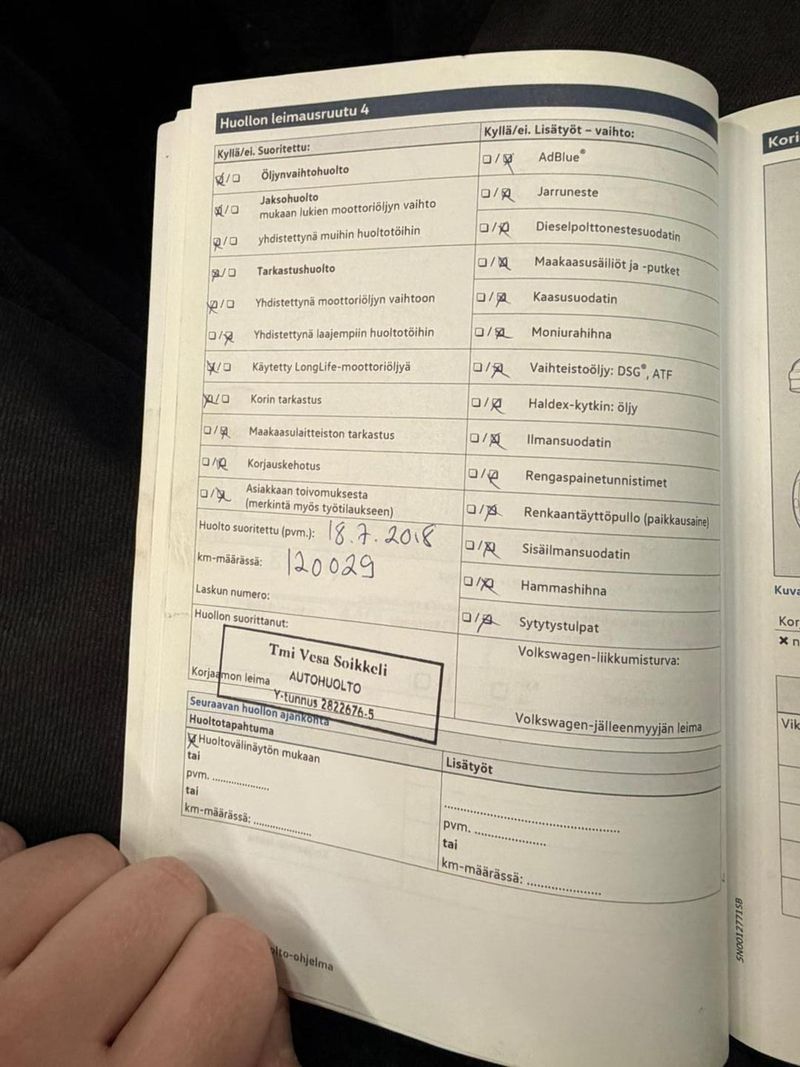 Huollon leimausruutu 4
Kyllä/ei. Suoritettu:
☒/☐ Öljynvaihtohuolto
☒/☐ Jaksohuolto
mukaan lukien moottoriöljyn vaihto
☒/☐ yhdistettynä muihin huoltotöihin
☒/☐ Tarkastushuolto
☒/☐ Yhdistettynä moottoriöljyn vaihtoon
☐/☒ Yhdistettynä laajempiin huoltotöihin
☒/☐ Käytetty LongLife-moottoriöljyä
☒/☐ Korin tarkastus
☐/☒ Maakaasulaitteiston tarkastus
☐/☒ Korjauskehotus
☐/☒ Asiakkaan toivomuksesta
(merkintä myös työtilaukseen)
Huolto suoritettu (pvm.): 18.7.2018
km-määrässä: 120029
Laskun numero:
Huollon suorittanut:
Tmi Vesa Soikkeli
AUTOHUOLTO
Y-tunnus 2822676-5
Korjaamon leima
Kyllä/ei. Lisätyöt – vaihto:
☐/☒ AdBlue®
☐/☒ Jarruneste
☐/☒ Dieselpolttonestesuodatin
☐/☒ Maakaasusäiliöt ja -putket
☐/☒ Kaasusuodatin
☐/☒ Moniurahihna
☐/☒ Vaihteistoöljy: DSG®, ATF
☐/☒ Haldex-kytkin: öljy
☐/☒ Ilmansuodatin
☐/☒ Rengaspainetunnistimet
☐/☒ Renkaantäyttöpullo (paikkausaine)
☐/☒ Sisäilmansuodatin
☐/☒ Hammashihna
☐/☒ Sytytystulpat
Volkswagen-liikkumisturva:
Volkswagen-jälleenmyyjän leima
Seuraavan huollon ajankohta
Huoltotapahtuma
☒ Huoltovälinäytön mukaan
tai
pvm. ....................
tai
km-määrässä: ....................
Lisätyöt
............................................................
pvm. ....................
tai
km-määrässä: ....................
lto-ohjelma
SN00127715B
Kori
Kuva
Kor
✖ n
Vik